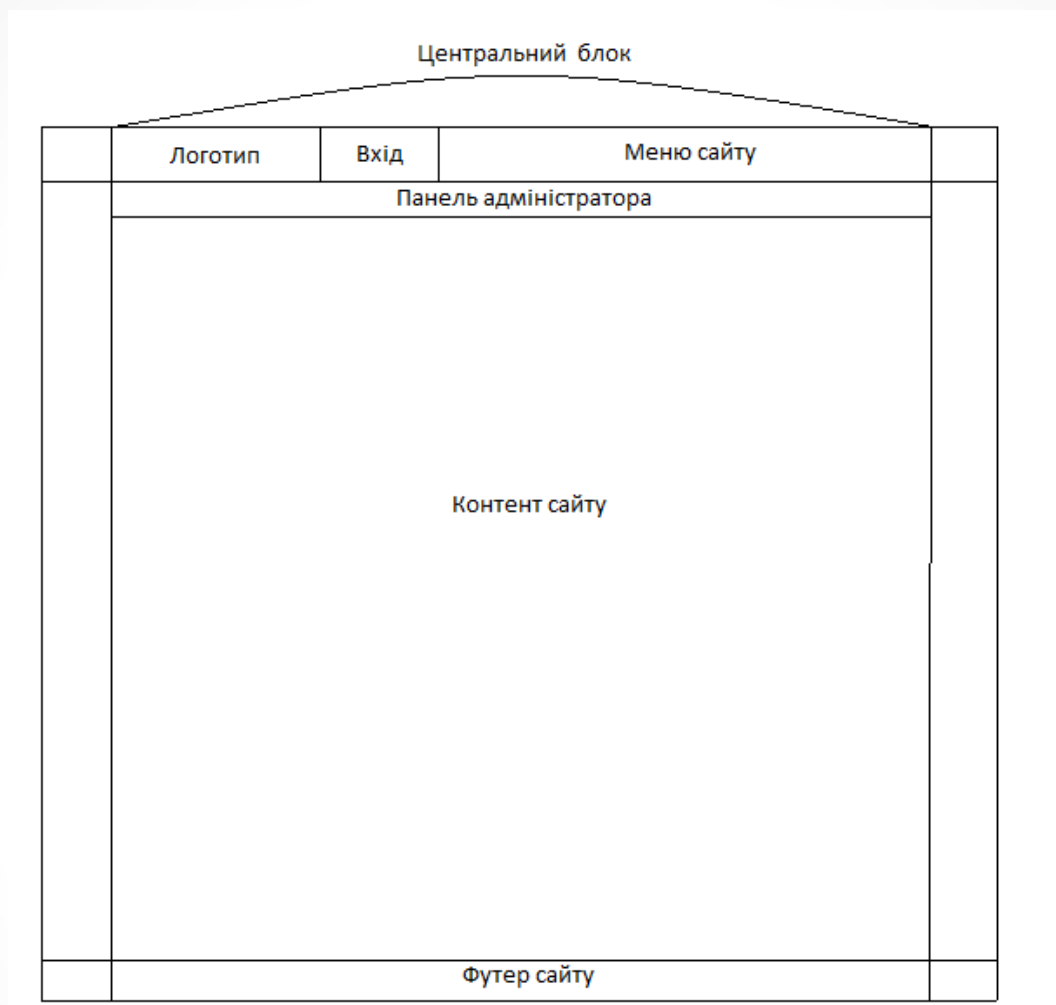 Центральний блок
Логотип
Вхід
Меню сайту
Панель адміністратора
Контент сайту
Футер сайту